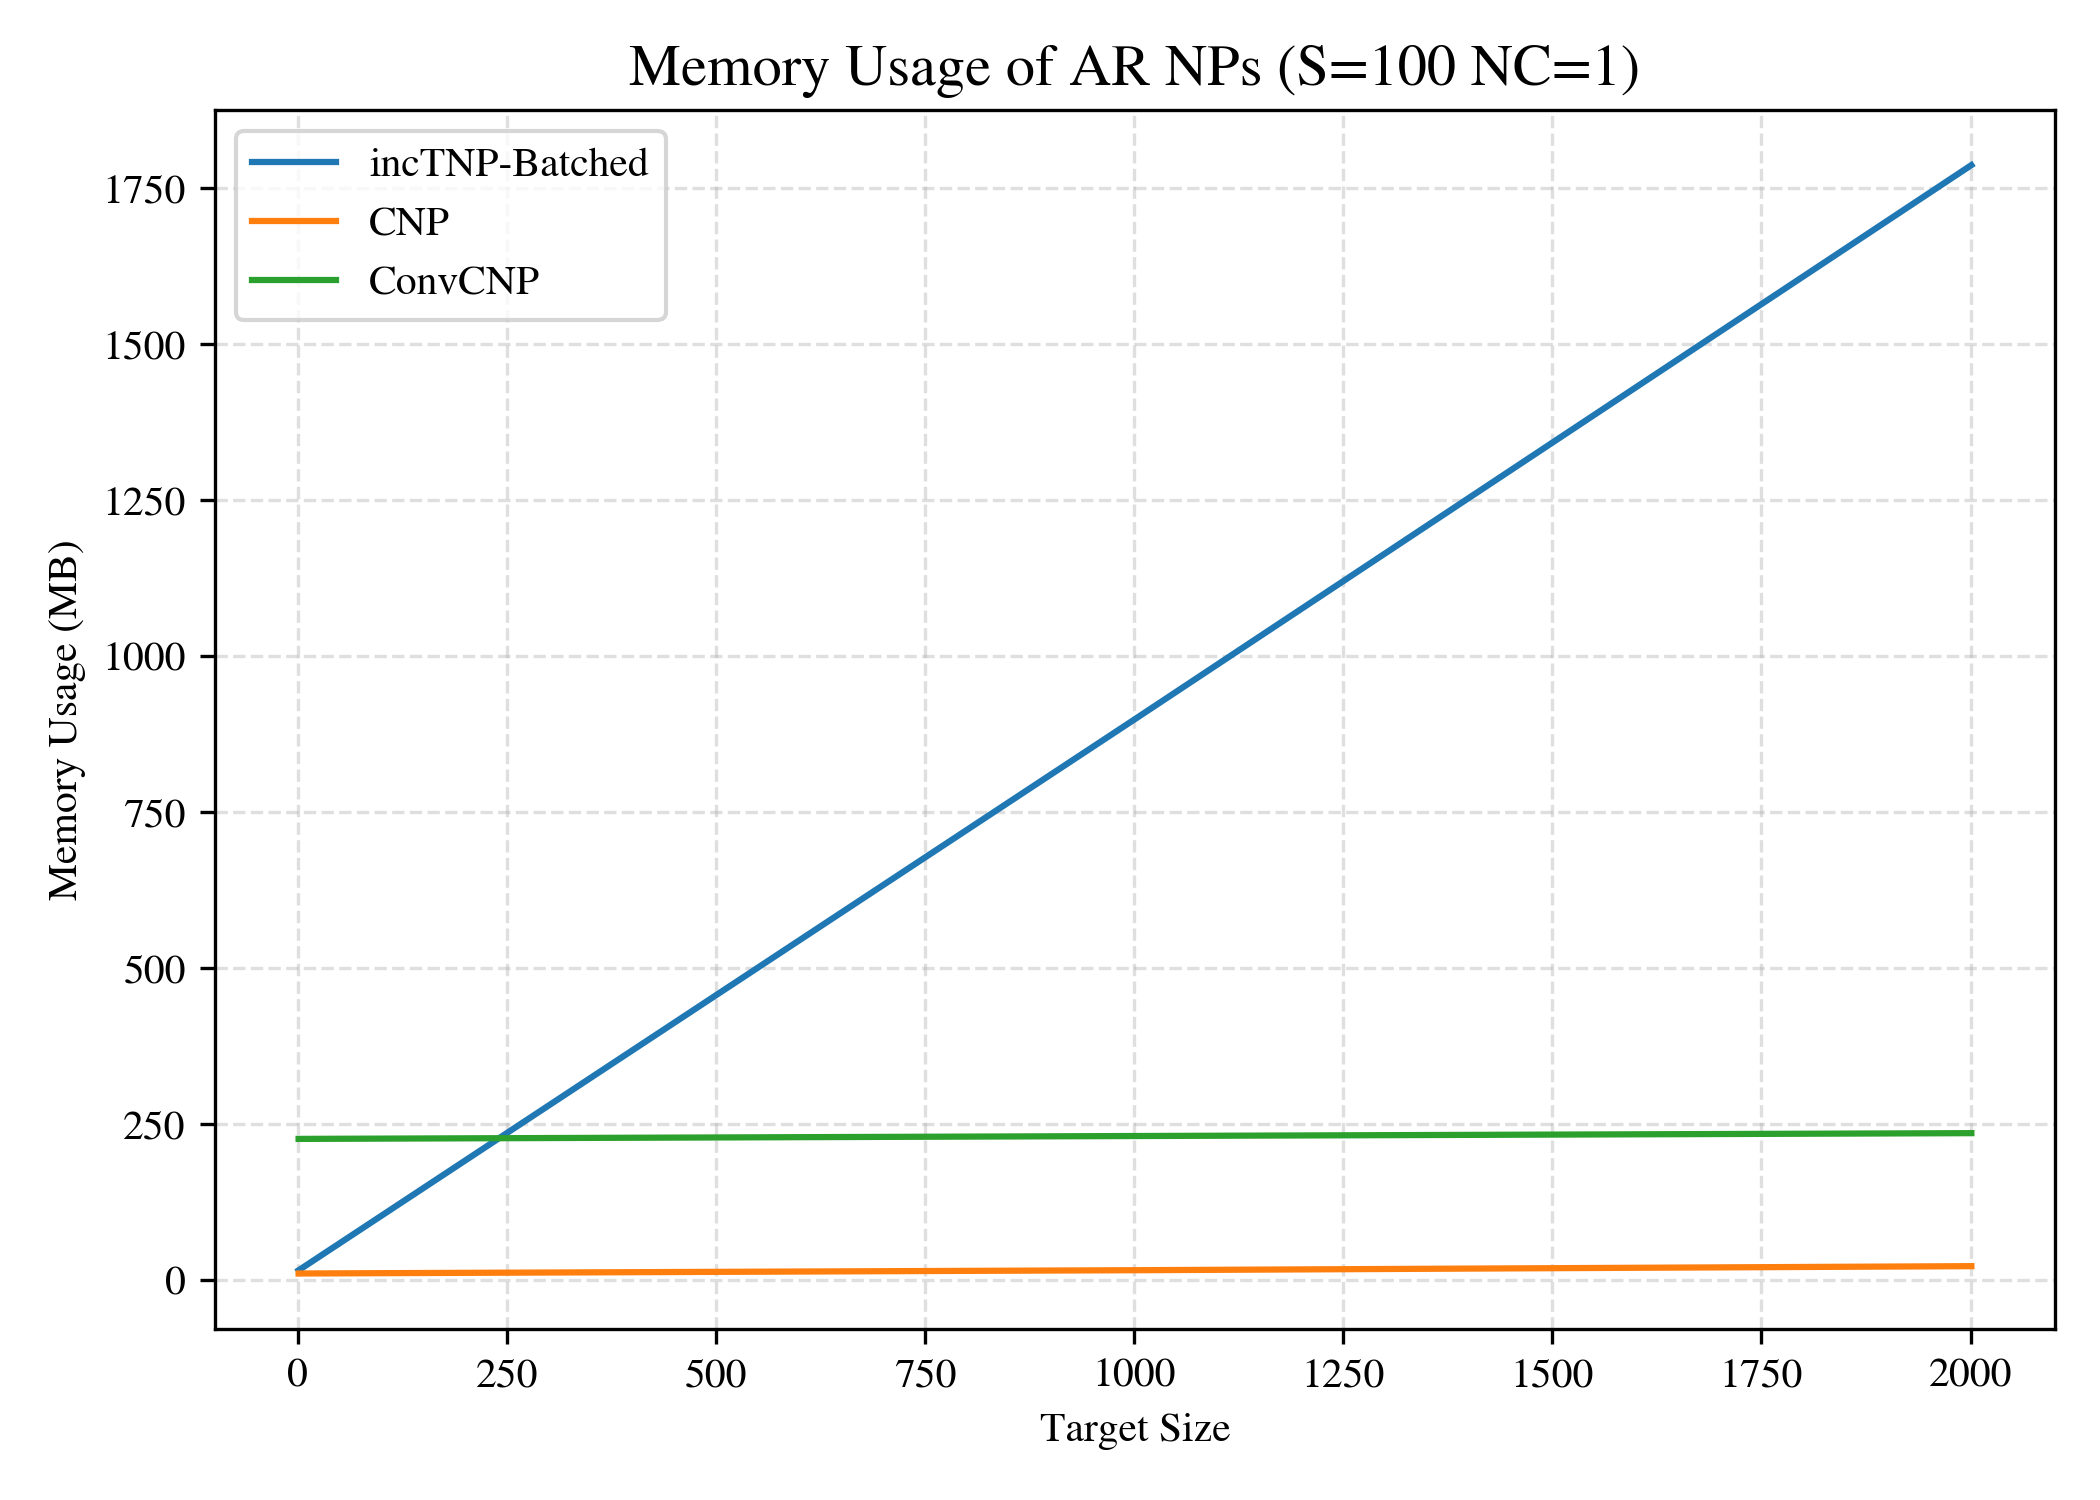 Memory Usage of AR NPs (S=100 NC=1)
incTNP-Batched
CNP
ConvCNP
Memory Usage (MB)
1750
1500
1250
1000
750
500
250
0
0 250 500 750 1000 1250 1500 1750 2000
Target Size